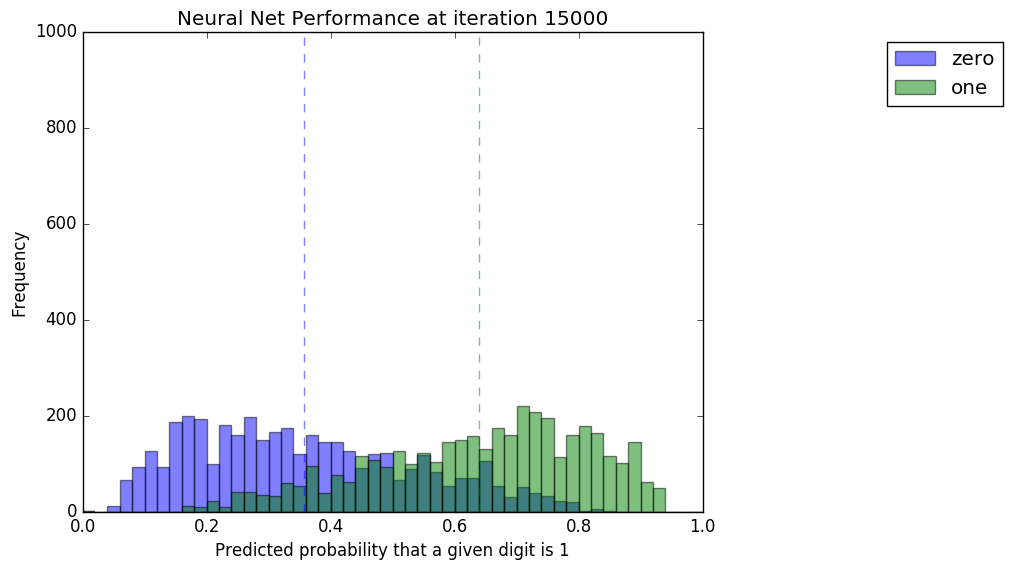 Neural Net Performance at iteration 15000
1000
800
600
400
200
0
Frequency
0.0 0.2 0.4 0.6 0.8 1.0
Predicted probability that a given digit is 1
zero
one